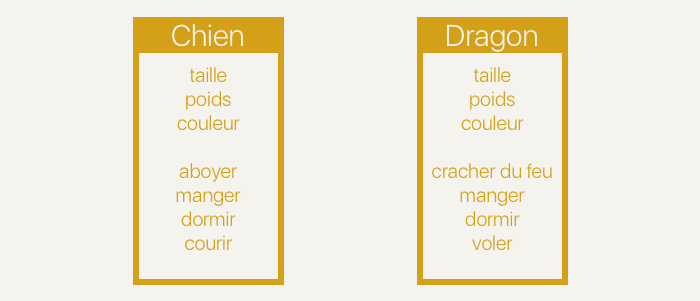 Chien
taille
poids
couleur
aboyer
manger
dormir
courir
Dragon
taille
poids
couleur
cracher du feu
manger
dormir
voler